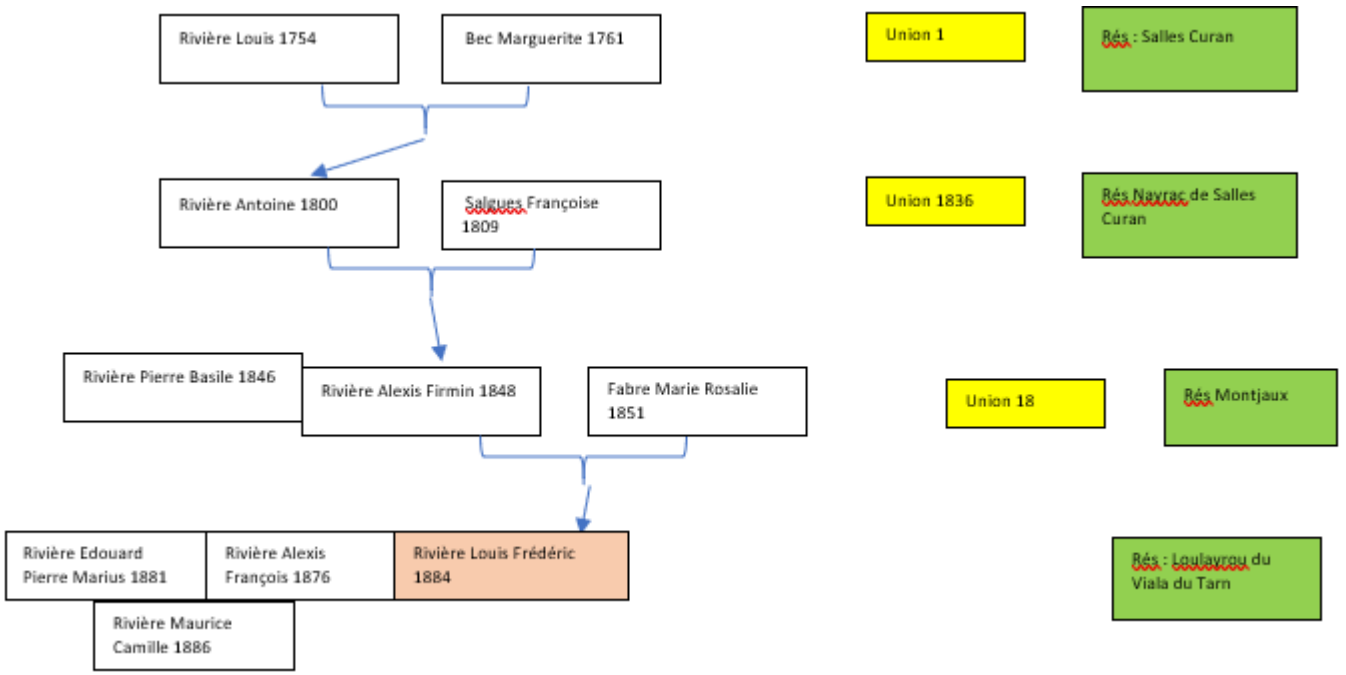 Rivière Louis 1754
Bec Marguerite 1761
Union 1
Rés : Salles Curan
Rivière Antoine 1800
Salgues Françoise
1809
Union 1836
Rés Nayrac de Salles
Curan
Rivière Pierre Basile 1846
Rivière Alexis Firmin 1848
Fabre Marie Rosalie
1851
Union 18
Rés Montjaux
Rivière Edouard
Pierre Marius 1881
Rivière Alexis
François 1876
Rivière Louis Frédéric
1884
Rés : Loulayrou du
Viala du Tarn
Rivière Maurice
Camille 1886